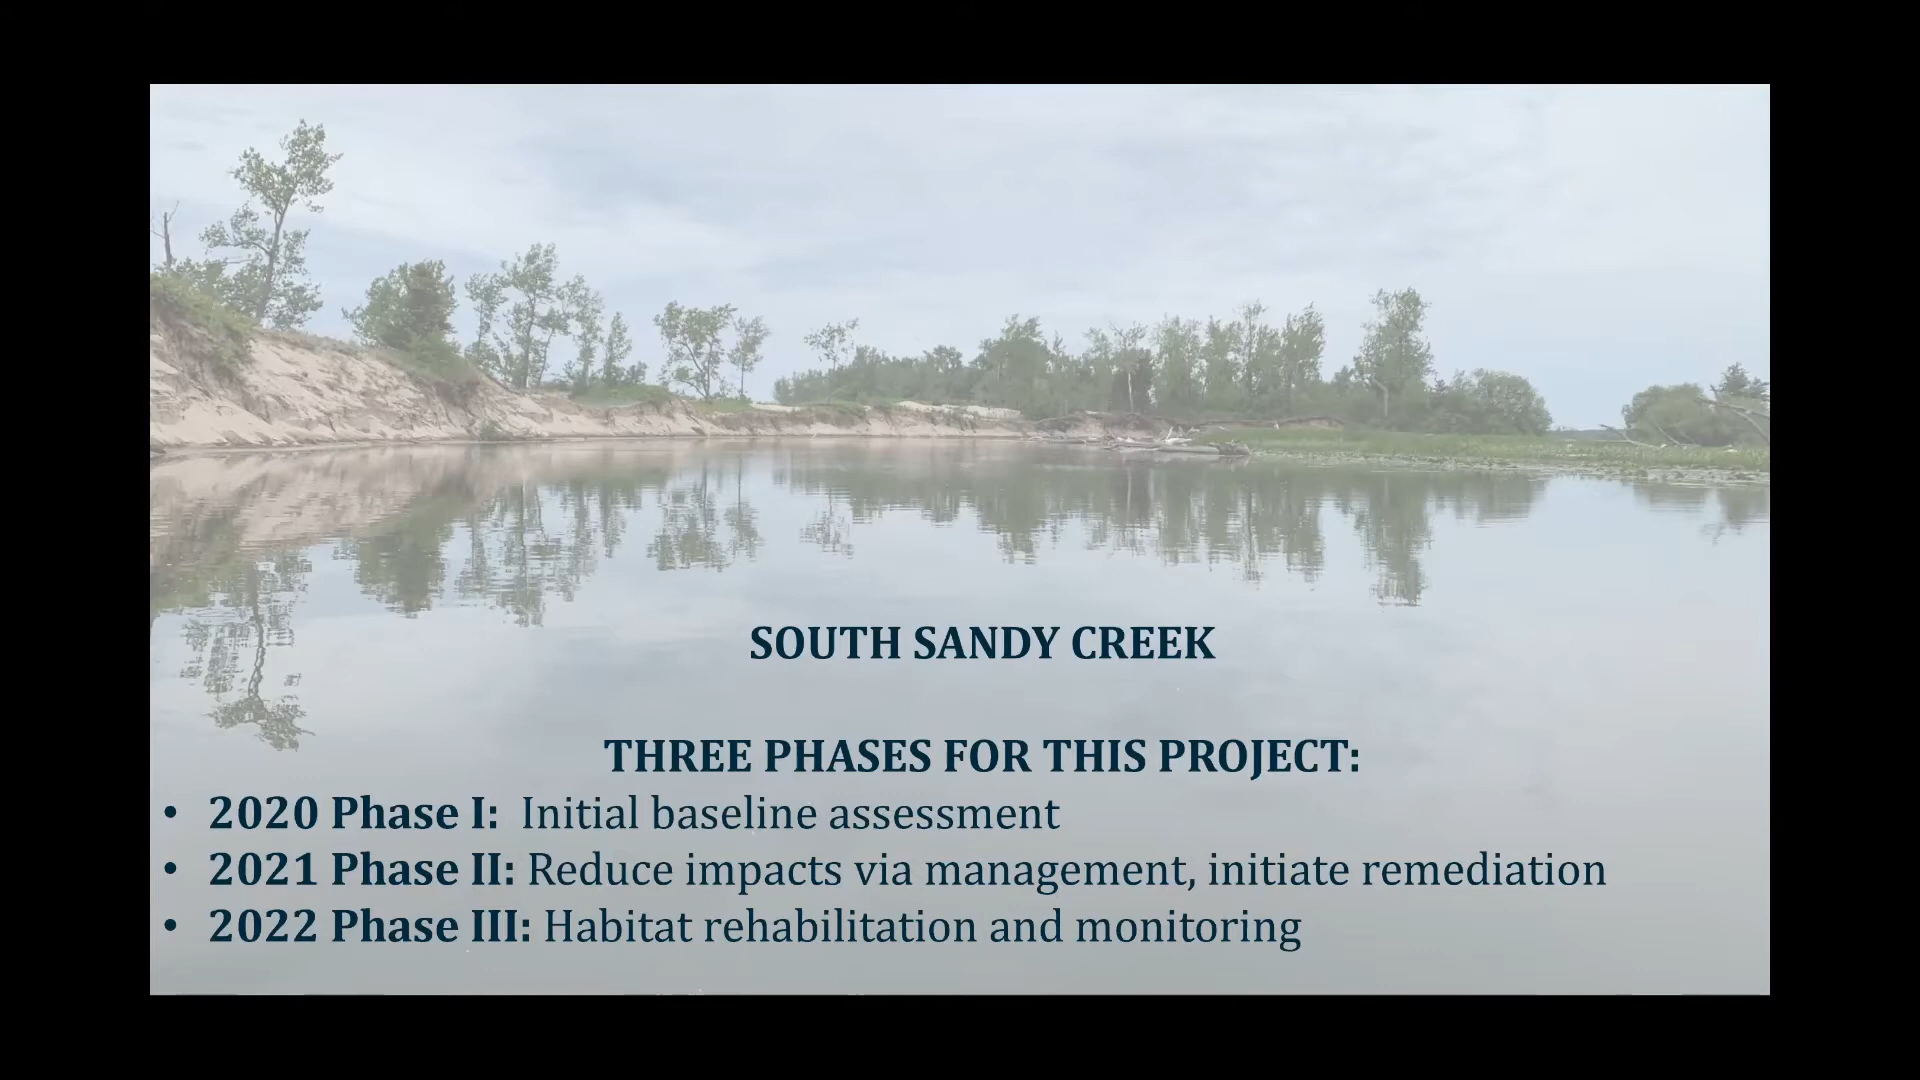 SOUTH SANDY CREEK
THREE PHASES FOR THIS PROJECT:
• 2020 Phase I: Initial baseline assessment
• 2021 Phase II: Reduce impacts via management, initiate remediation
• 2022 Phase III: Habitat rehabilitation and monitoring